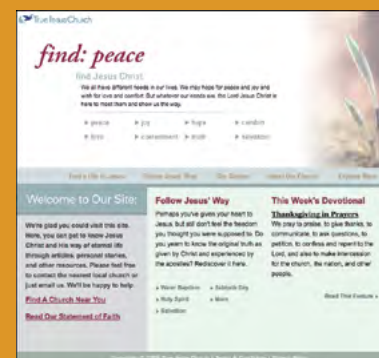 True Jesus Church
find: peace
find Jesus Christ
We all have different needs in our lives. We may hope for peace and joy and
wish for love and comfort. But whatever our needs are, the Lord Jesus Christ is
here to meet them and show us the way.
peace joy hope comfort
love contentment truth salvation
Welcome to Our Site:
We're glad you could visit this site.
Here, you can get to know Jesus
Christ and His way of eternal life
through articles, personal stories,
and other resources. Please feel free
to contact the nearest local church or
just email us. We'll be happy to help.
Find A Church Near You
Read Our Statement of Faith
Follow Jesus' Way
Perhaps you've given your heart to
Jesus, but still don't feel the freedom
you thought you were supposed to. Do
you yearn to know the original truth as
given by Christ and experienced by
the apostles? Rediscover it here.
Water Baptism Sabbath Day
Holy Spirit More
Salvation
This Week's Devotional
Thanksgiving in Prayers
We pray to praise, to give thanks, to
communicate, to ask questions, to
petition, to confess and repent to the
Lord, and also to make intercession
for the church, the nation, and other
people.
Read This Feature